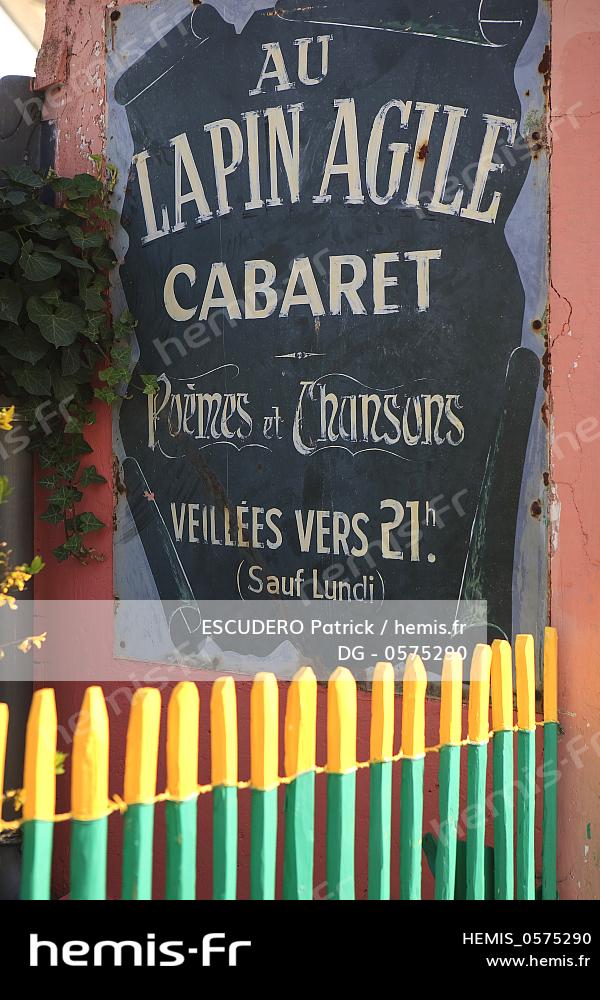 AU
LAPIN AGILE
CABARET
Poèmes et Chansons
VEILLÉES VERS 21h.
(Sauf Lundi)
ESCUDERO Patrick / hemis.fr
DG - 0575290
hemis-fr
HEMIS_0575290
www.hemis.fr